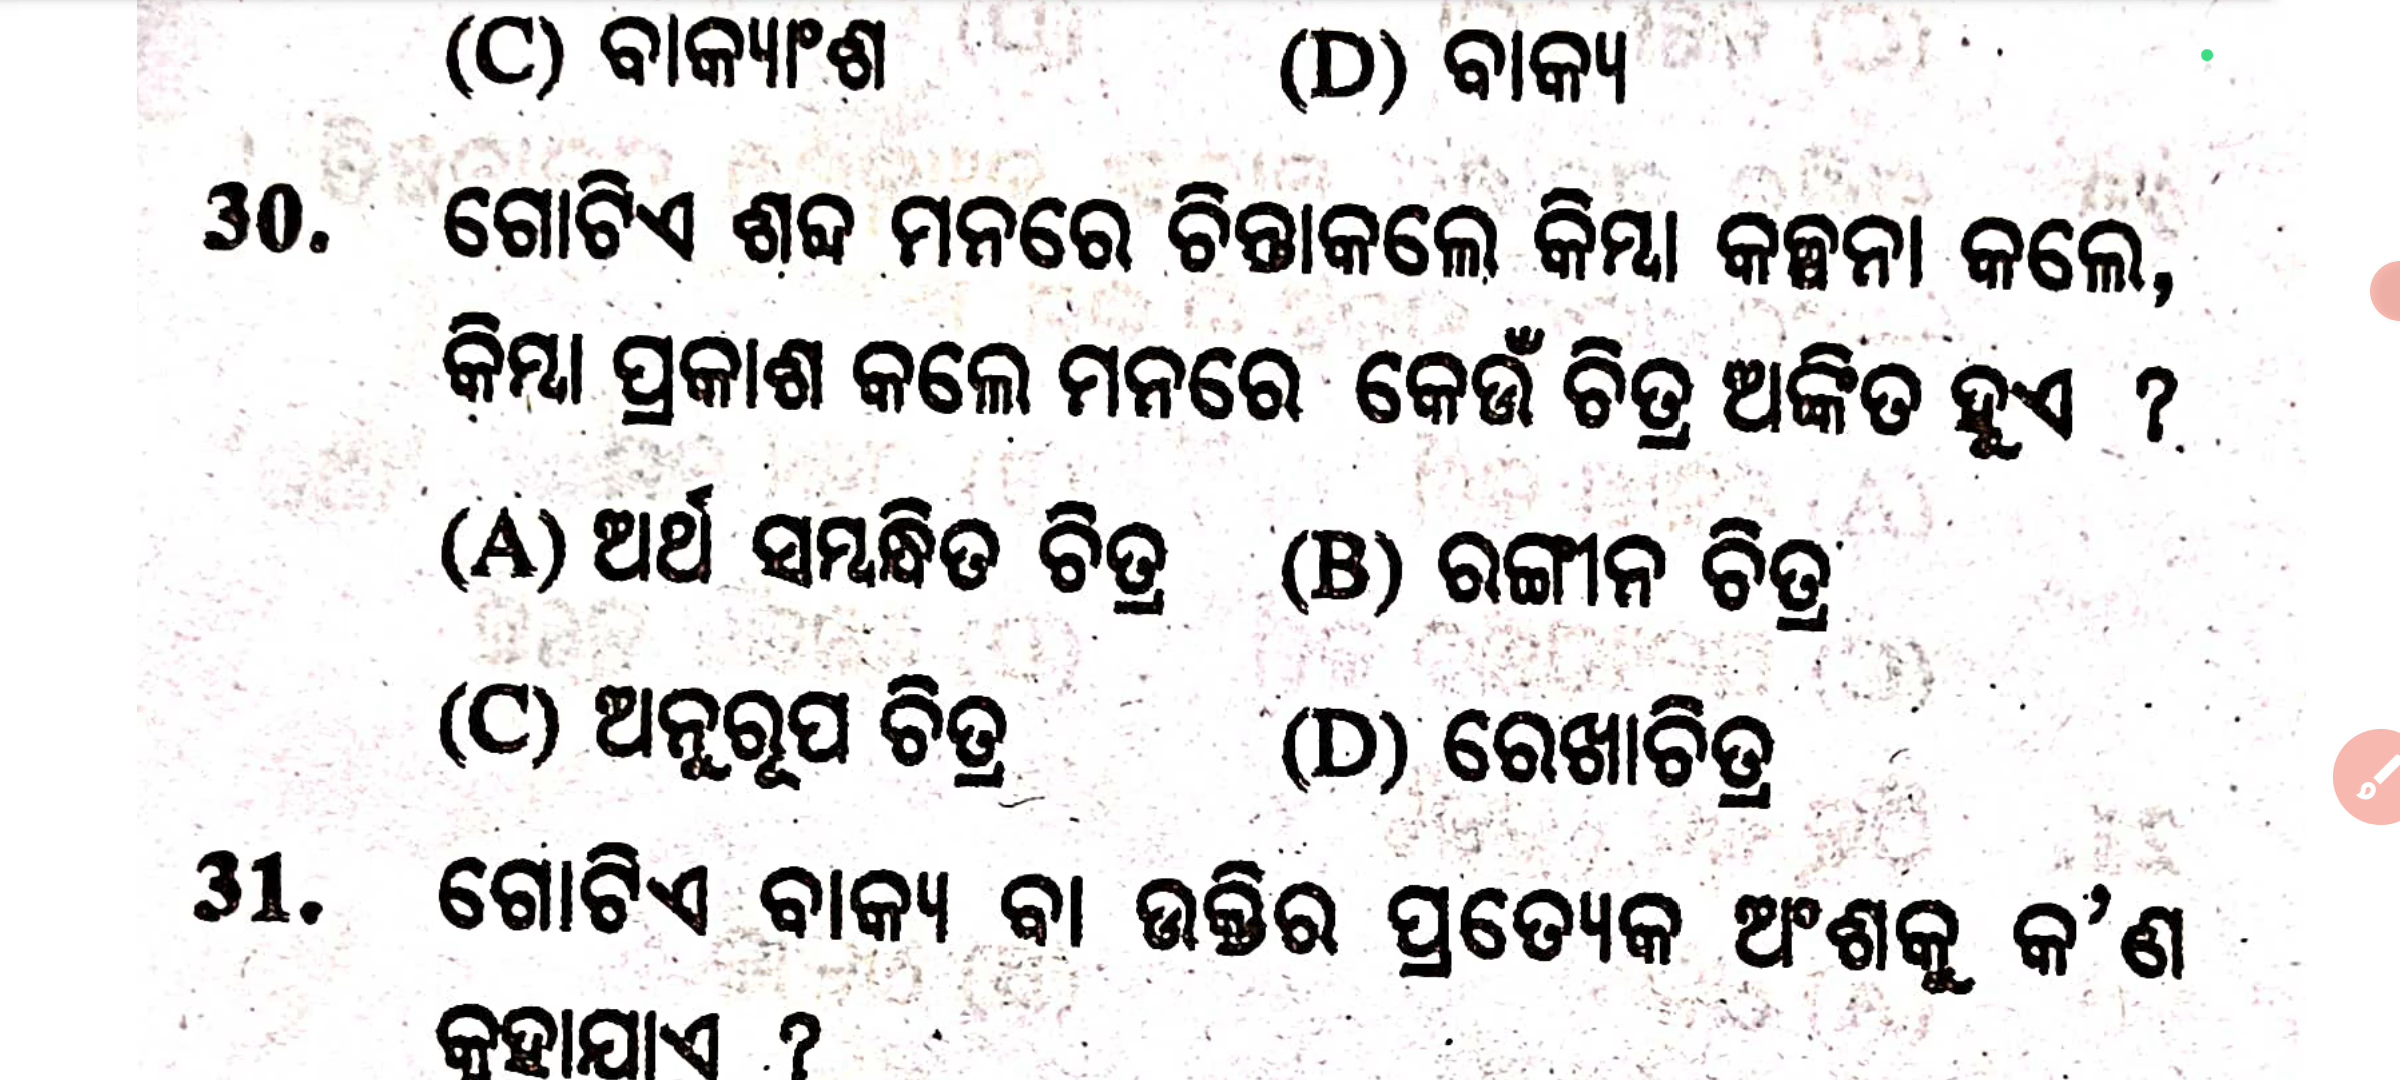 (C) ବାକ୍ୟାଂଶ (D) ବାକ୍ୟ
30. ଗୋଟିଏ ଶବ୍ଦ ମନରେ ଚିନ୍ତାକଲେ କିମ୍ବା କଳ୍ପନା କଲେ,
କିମ୍ବା ପ୍ରକାଶ କଲେ ମନରେ କେଉଁ ଚିତ୍ର ଅଙ୍କିତ ହୁଏ ?
(A) ଅର୍ଥ ସମ୍ବନ୍ଧିତ ଚିତ୍ର (B) ରଙ୍ଗୀନ ଚିତ୍ର
(C) ଅନୁରୂପ ଚିତ୍ର (D) ରେଖାଚିତ୍ର
31. ଗୋଟିଏ ବାକ୍ୟ ବା ଉକ୍ତିର ପ୍ରତ୍ୟେକ ଅଂଶକୁ କ'ଣ
କୁହାଯାଏ ?